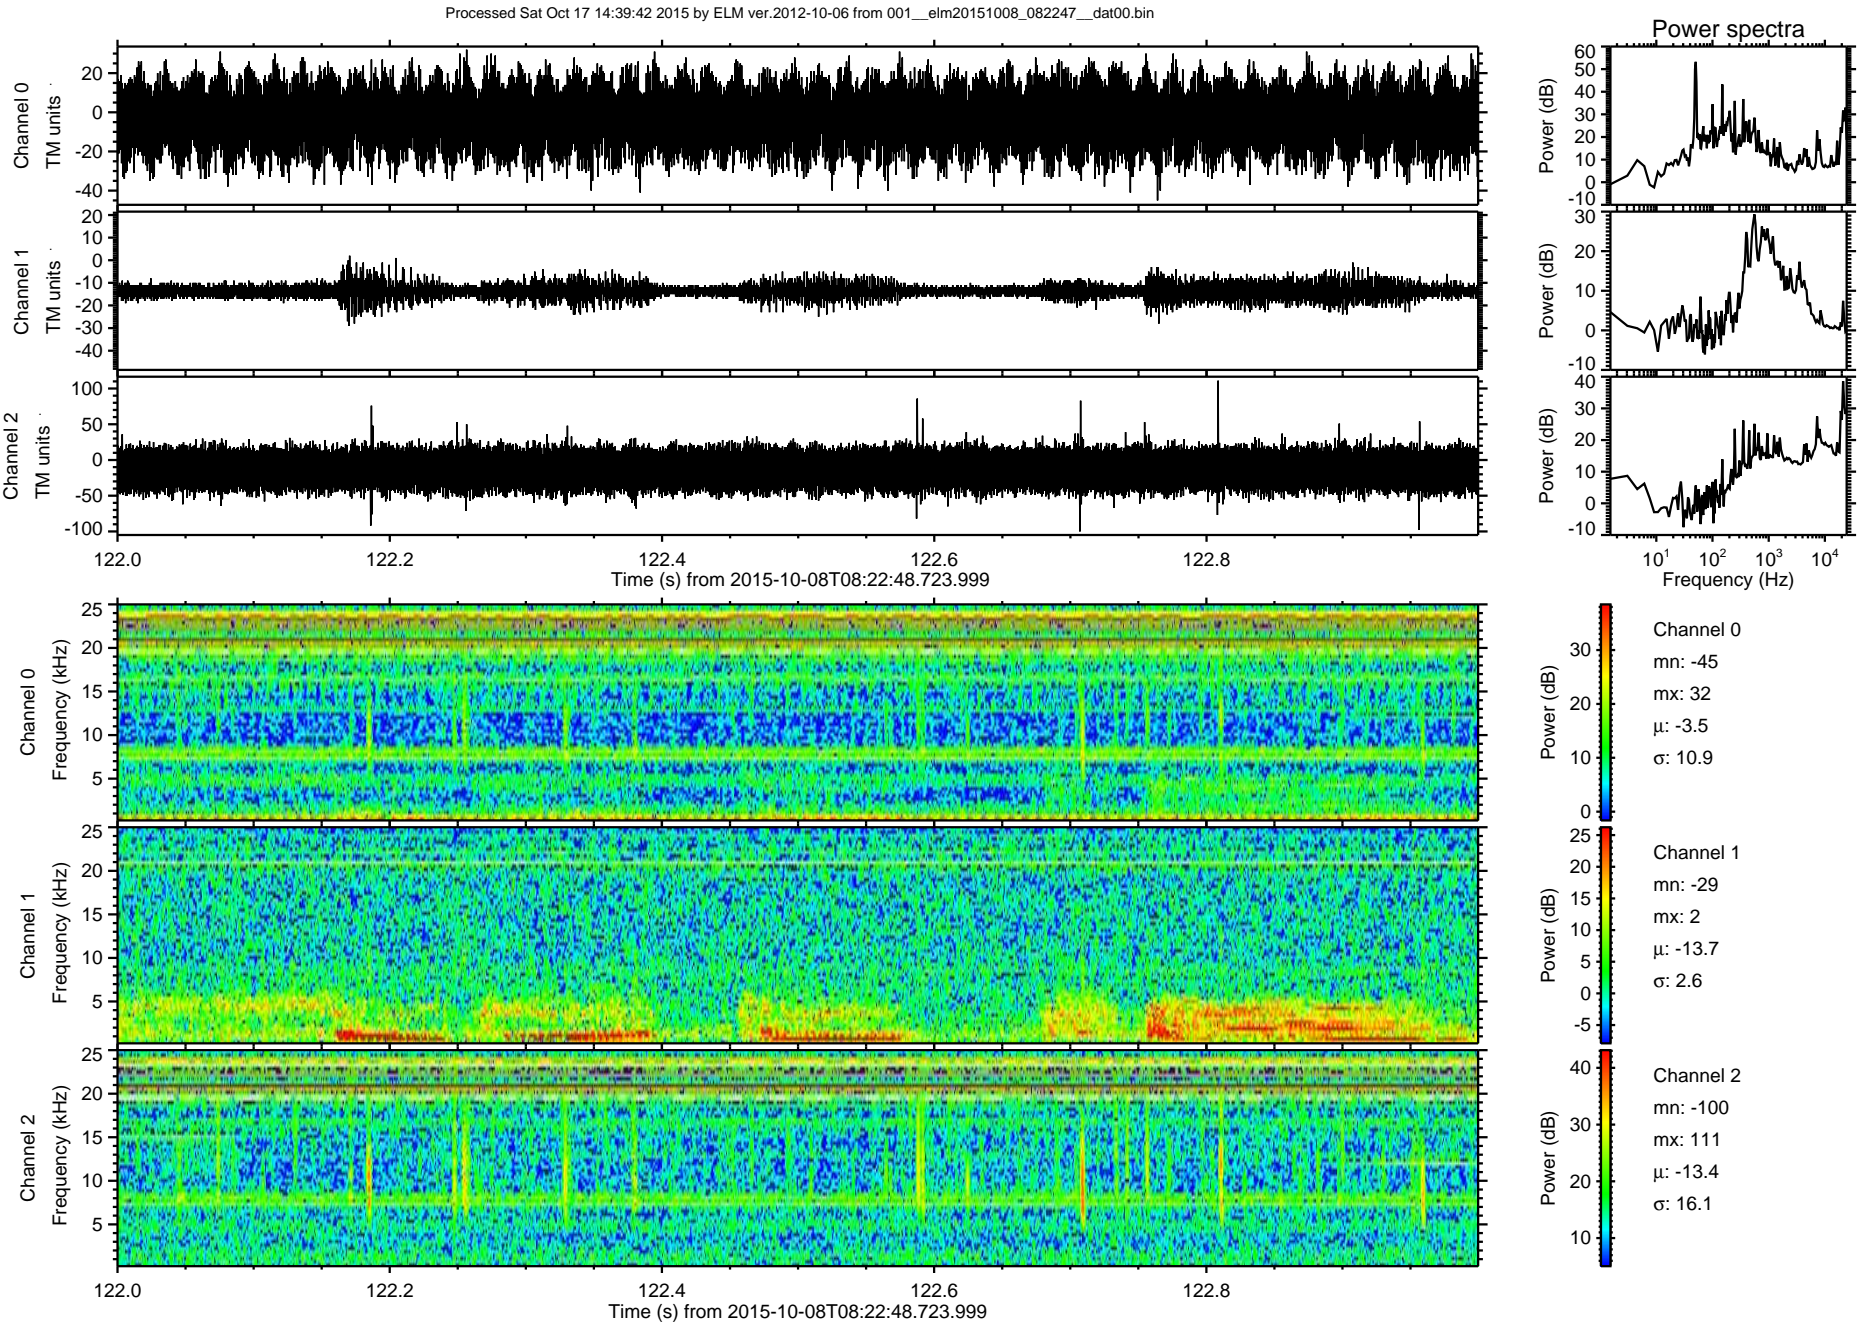 Processed Sat Oct 17 14:39:42 2015 by ELM ver.2012-10-06 from 001__elm20151008_082247__dat00.bin
Power spectra
Channel 0
TM units
20
0
-20
-40
Power (dB)
60
50
40
30
20
10
0
-10
Channel 1
TM units
20
10
0
-10
-20
-30
-40
Power (dB)
30
20
10
0
-10
Channel 2
TM units
100
50
0
-50
-100
Power (dB)
40
30
20
10
0
-10
122.0 122.2 122.4 122.6 122.8
Time (s) from 2015-10-08T08:22:48.723.999
10¹ 10² 10³ 10⁴
Frequency (Hz)
Channel 0
Frequency (kHz)
25
20
15
10
5
Power (dB)
30
20
10
0
Channel 0
mn: -45
mx: 32
μ: -3.5
σ: 10.9
Channel 1
Frequency (kHz)
25
20
15
10
5
Power (dB)
25
20
15
10
5
0
-5
Channel 1
mn: -29
mx: 2
μ: -13.7
σ: 2.6
Channel 2
Frequency (kHz)
25
20
15
10
5
Power (dB)
40
30
20
10
Channel 2
mn: -100
mx: 111
μ: -13.4
σ: 16.1
122.0 122.2 122.4 122.6 122.8
Time (s) from 2015-10-08T08:22:48.723.999